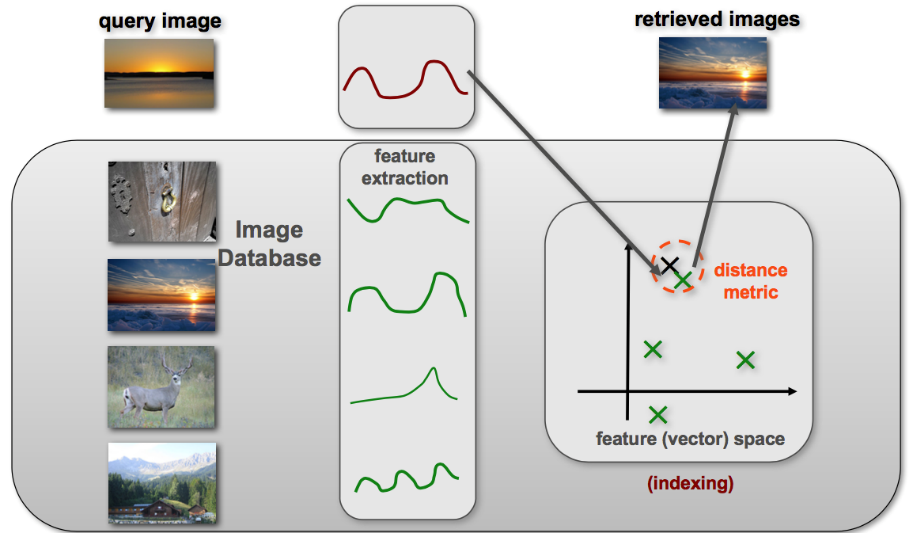 query image
retrieved images
feature
extraction
Image
Database
distance
metric
feature (vector) space
(indexing)